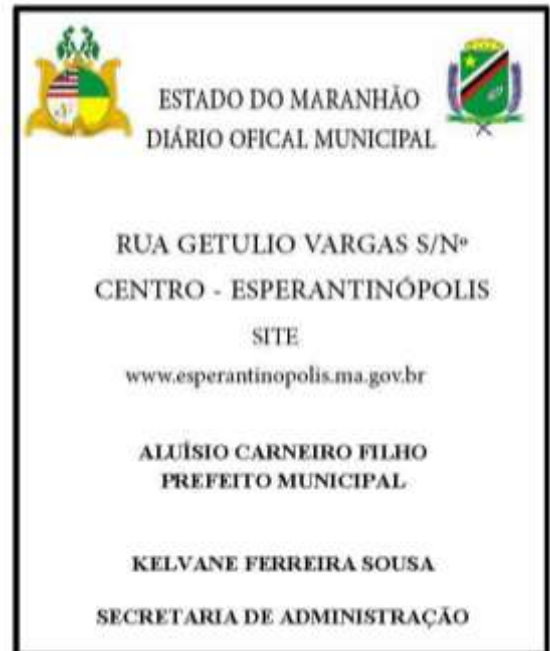 ESTADO DO MARANHÃO
DIÁRIO OFICAL MUNICIPAL
RUA GETULIO VARGAS S/Nº
CENTRO - ESPERANTINÓPOLIS
SITE
www.esperantinopolis.ma.gov.br
ALUÍSIO CARNEIRO FILHO
PREFEITO MUNICIPAL
KELVANE FERREIRA SOUSA
SECRETARIA DE ADMINISTRAÇÃO